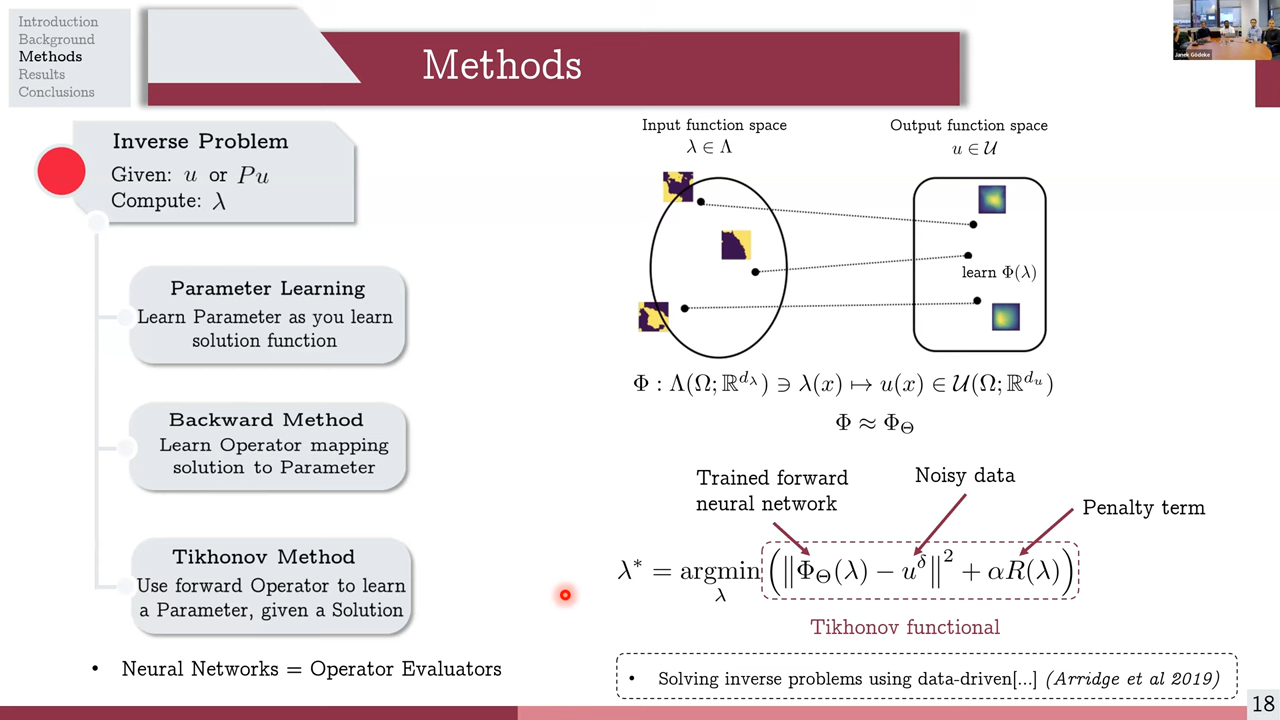 Introduction
Background
Methods
Results
Conclusions
Methods
Janek Gödeke
Inverse Problem
Given: u or Pu
Compute: λ
Parameter Learning
Learn Parameter as you learn
solution function
Backward Method
Learn Operator mapping
solution to Parameter
Tikhonov Method
Use forward Operator to learn
a Parameter, given a Solution
• Neural Networks = Operator Evaluators
Input function space
λ ∈ Λ
Output function space
u ∈ 𝒰
learn Φ(λ)
Φ : Λ(Ω; ℝ^{d_λ}) ∋ λ(x) ↦ u(x) ∈ 𝒰(Ω; ℝ^{d_u})
Φ ≈ Φ_Θ
Trained forward
neural network
Noisy data
Penalty term
λ* = argmin_λ (‖Φ_Θ(λ) − u^δ‖² + αR(λ))
Tikhonov functional
• Solving inverse problems using data-driven[...] (Arridge et al 2019)
18